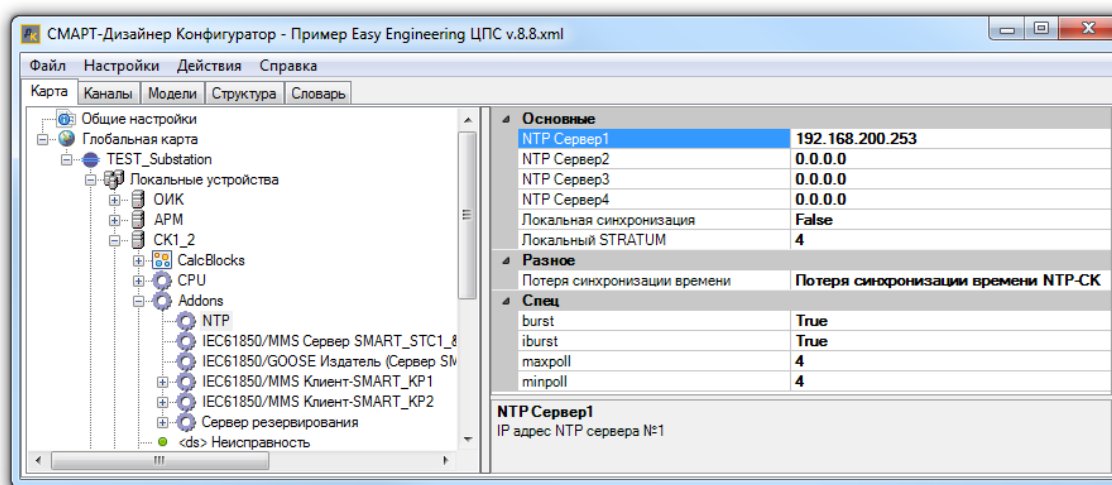 СМАРТ-Дизайнер Конфигуратор - Пример Easy Engineering ЦПС v.8.8.xml
Файл Настройки Действия Справка
Карта Каналы Модели Структура Словарь
Общие настройки
Глобальная карта
TEST_Substation
Локальные устройства
ОИК
АРМ
СК1_2
CalcBlocks
CPU
Addons
NTP
IEC61850/MMS Сервер SMART_STC1_&
IEC61850/GOOSE Издатель (Сервер SM
IEC61850/MMS Клиент-SMART_KP1
IEC61850/MMS Клиент-SMART_KP2
Сервер резервирования
<ds> Неисправность
Основные
NTP Сервер1 192.168.200.253
NTP Сервер2 0.0.0.0
NTP Сервер3 0.0.0.0
NTP Сервер4 0.0.0.0
Локальная синхронизация False
Локальный STRATUM 4
Разное
Потеря синхронизации времени Потеря синхронизации времени NTP-СК
Спец
burst True
iburst True
maxpoll 4
minpoll 4
NTP Сервер1
IP адрес NTP сервера №1